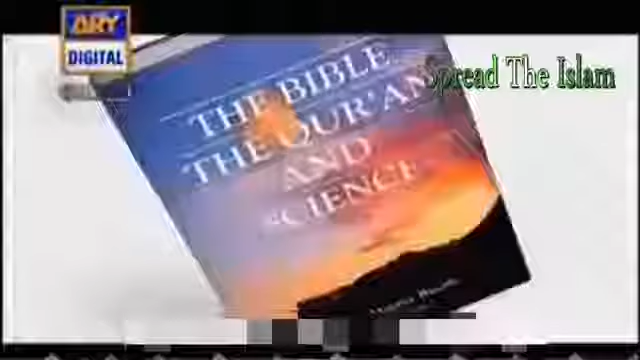 ARY
DIGITAL
Spread The Islam
THE BIBLE
THE QUR'AN
AND
SCIENCE